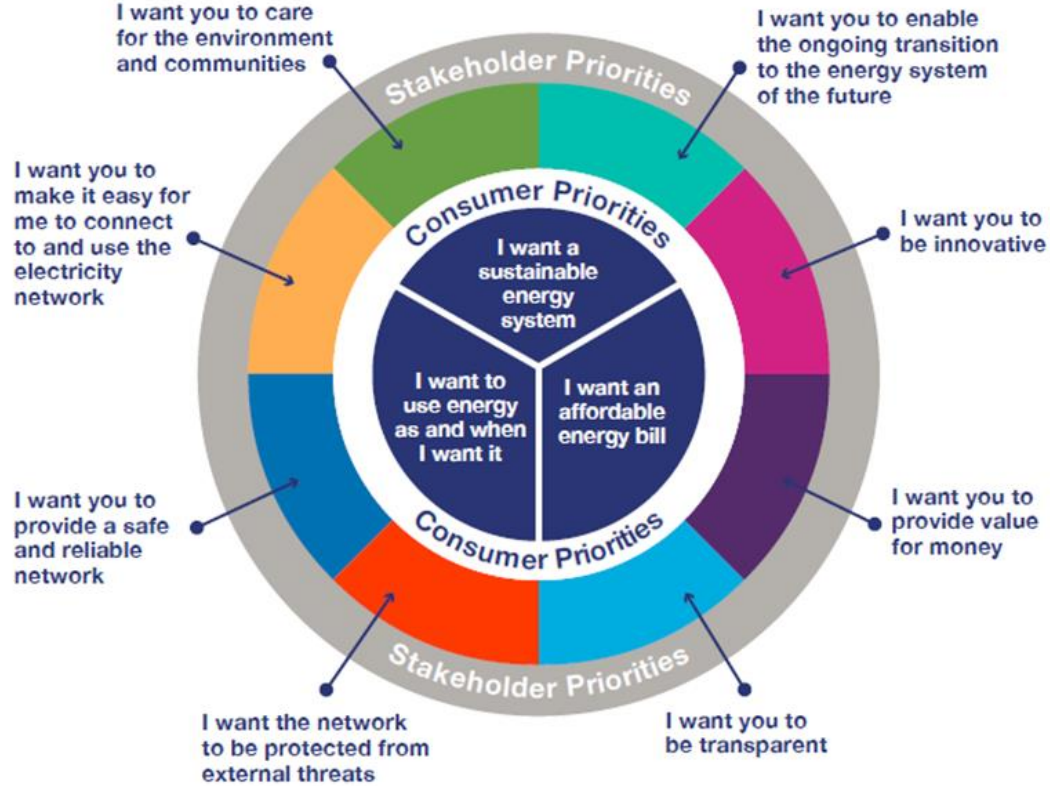 I want you to care
for the environment
and communities
I want you to enable
the ongoing transition
to the energy system
of the future
Stakeholder Priorities
I want you to
make it easy for
me to connect
to and use the
electricity
network
Consumer Priorities
I want you to
be innovative
I want a
sustainable
energy
system
I want to
use energy
as and when
I want it
I want an
affordable
energy bill
I want you to
provide a safe
and reliable
network
I want you to
provide value
for money
Consumer Priorities
Stakeholder Priorities
I want the network
to be protected from
external threats
I want you to
be transparent